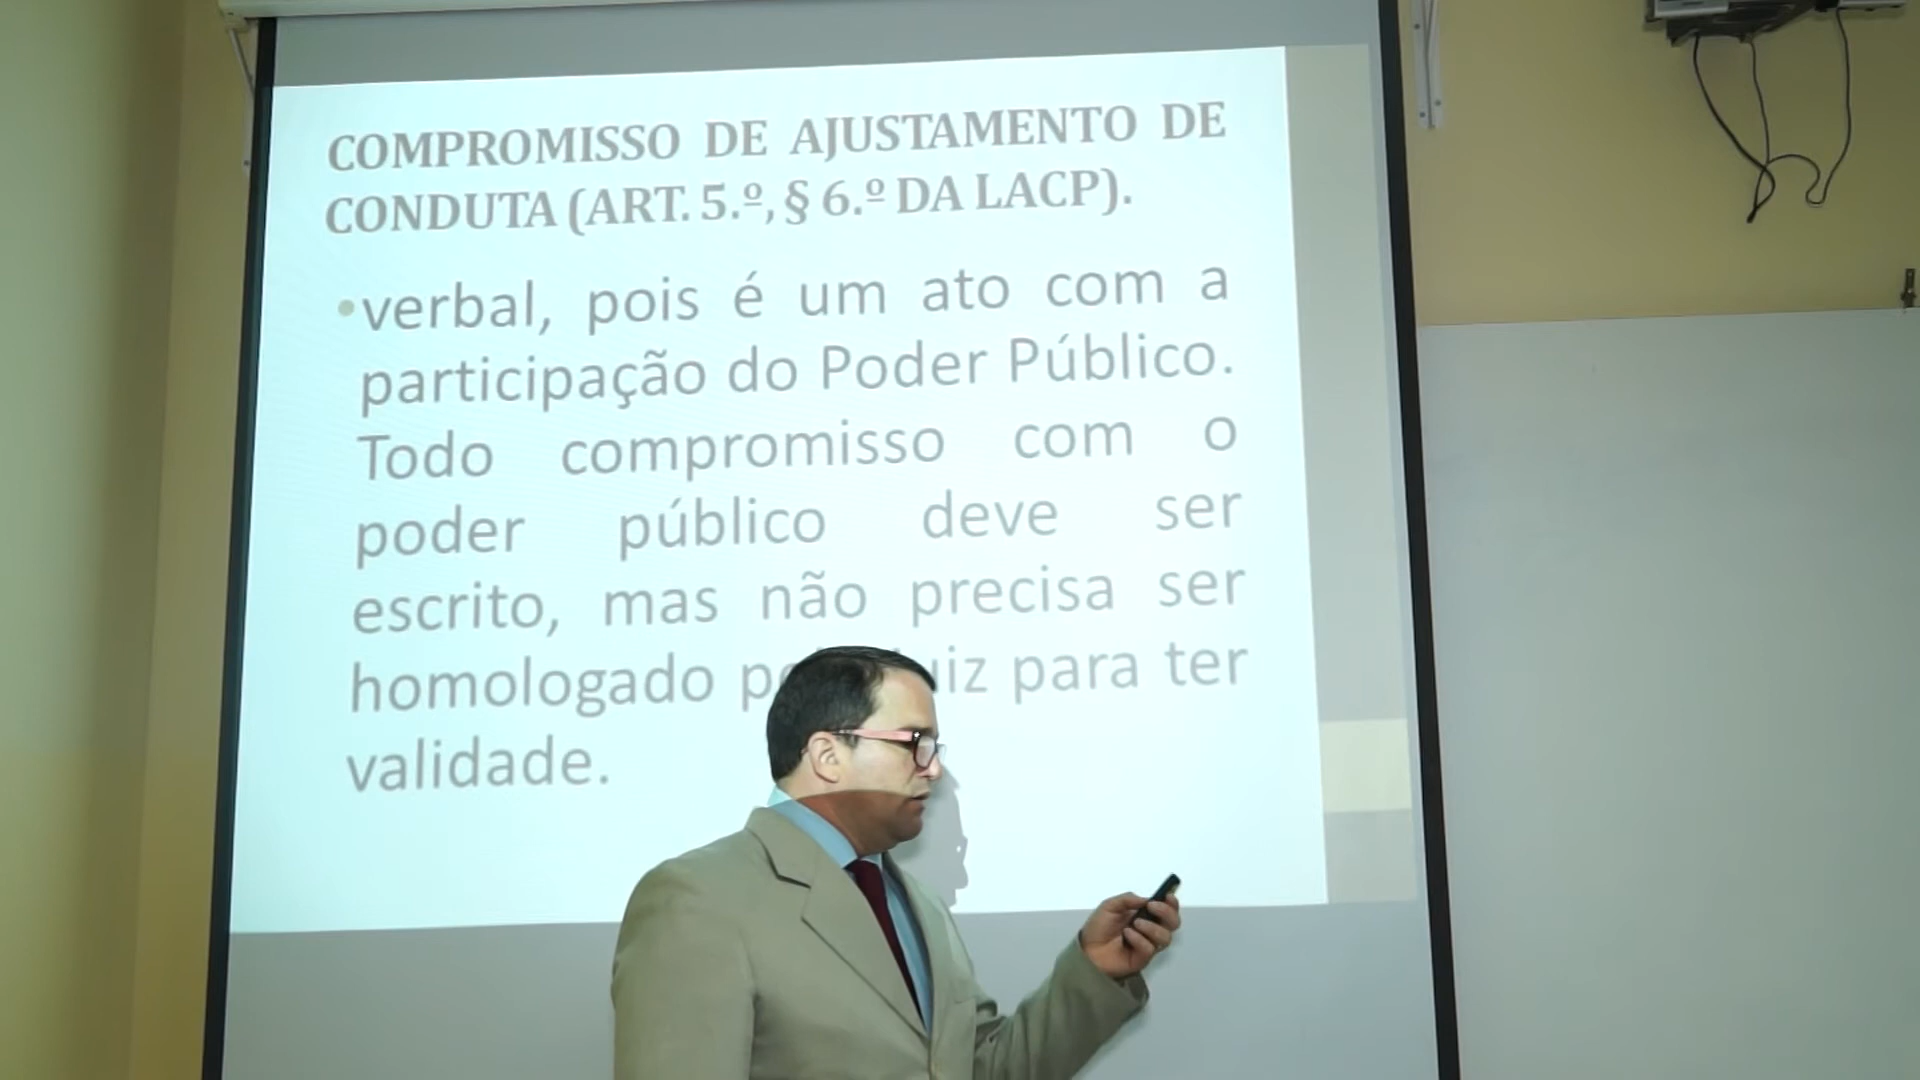 COMPROMISSO DE AJUSTAMENTO DE
CONDUTA (ART. 5.º, § 6.º DA LACP).
•verbal, pois é um ato com a
participação do Poder Público.
Todo compromisso com o
poder público deve ser
escrito, mas não precisa ser
homologado para ter
validade.